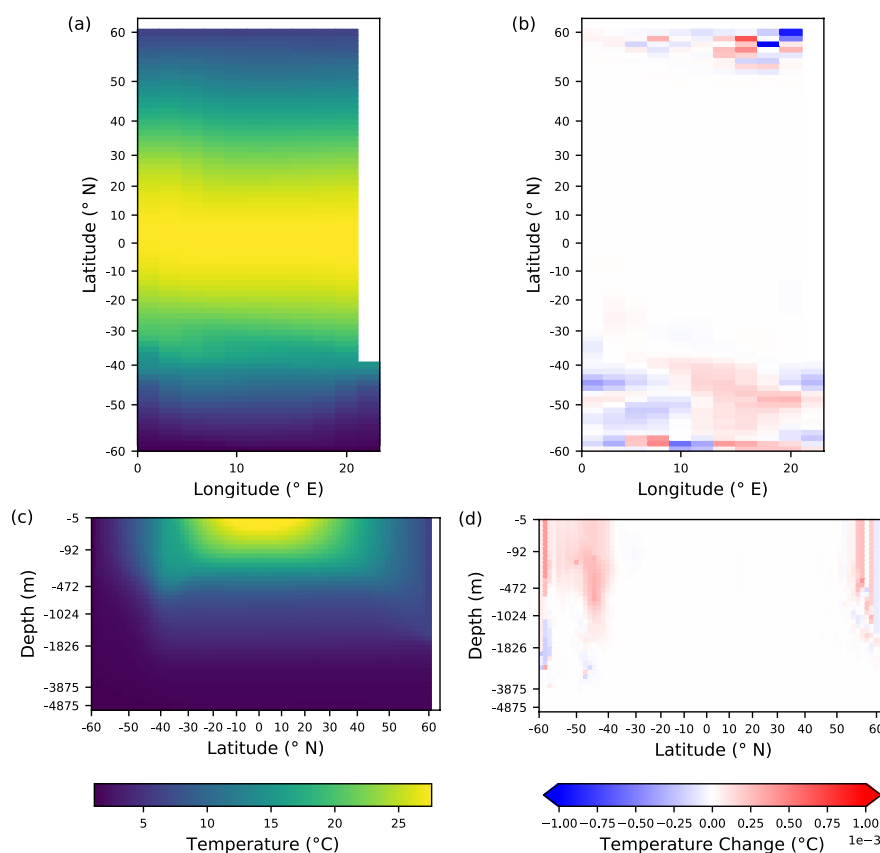 (a)
60
50
40
30
20
10
0
-10
-20
-30
-40
-50
-60
Latitude (° N)
0
10
20
Longitude (° E)
(b)
60
50
40
30
20
10
0
-10
-20
-30
-40
-50
-60
Latitude (° N)
0
10
20
Longitude (° E)
(c)
-5
-92
-472
-1024
-1826
-3875
-4875
Depth (m)
-60 -50 -40 -30 -20 -10 0 10 20 30 40 50 60
Latitude (° N)
(d)
-5
-92
-472
-1024
-1826
-3875
-4875
Depth (m)
-60 -50 -40 -30 -20 -10 0 10 20 30 40 50 60
Latitude (° N)
5 10 15 20 25
Temperature (°C)
−1.00 −0.75 −0.50 −0.25 0.00 0.25 0.50 0.75 1.00
Temperature Change (°C) 1e−3